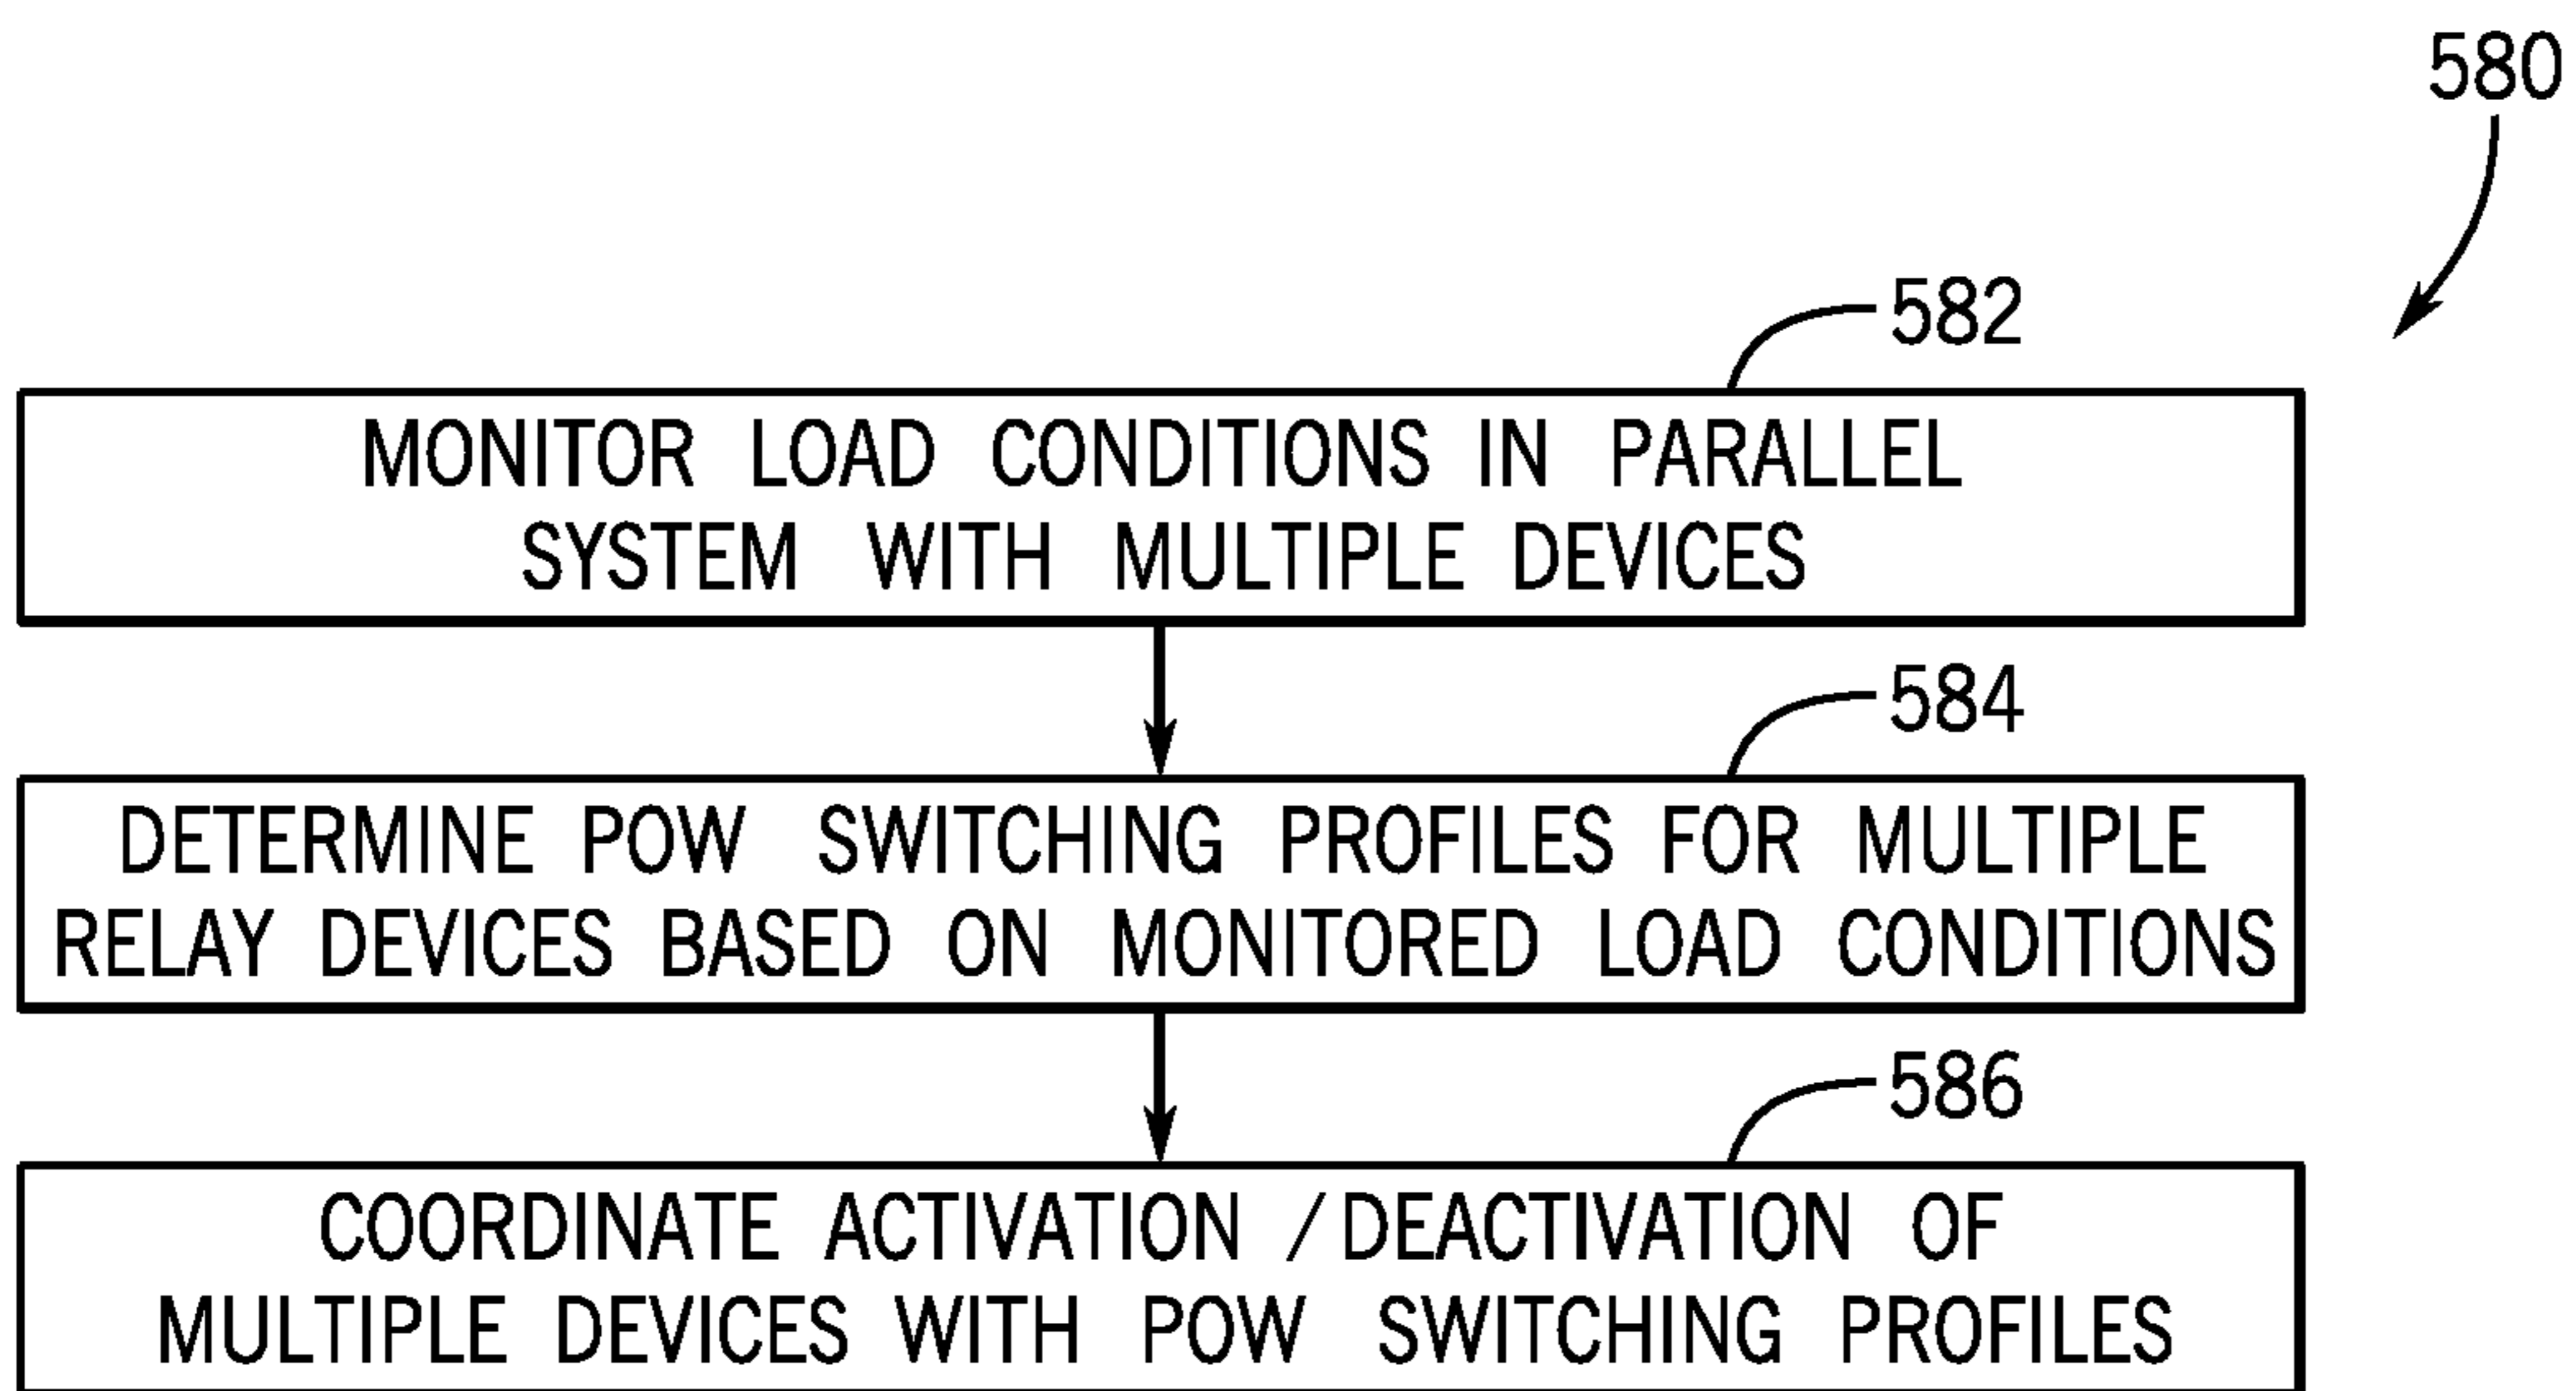 580
582
MONITOR LOAD CONDITIONS IN PARALLEL
SYSTEM WITH MULTIPLE DEVICES
584
DETERMINE POW SWITCHING PROFILES FOR MULTIPLE
RELAY DEVICES BASED ON MONITORED LOAD CONDITIONS
586
COORDINATE ACTIVATION / DEACTIVATION OF
MULTIPLE DEVICES WITH POW SWITCHING PROFILES